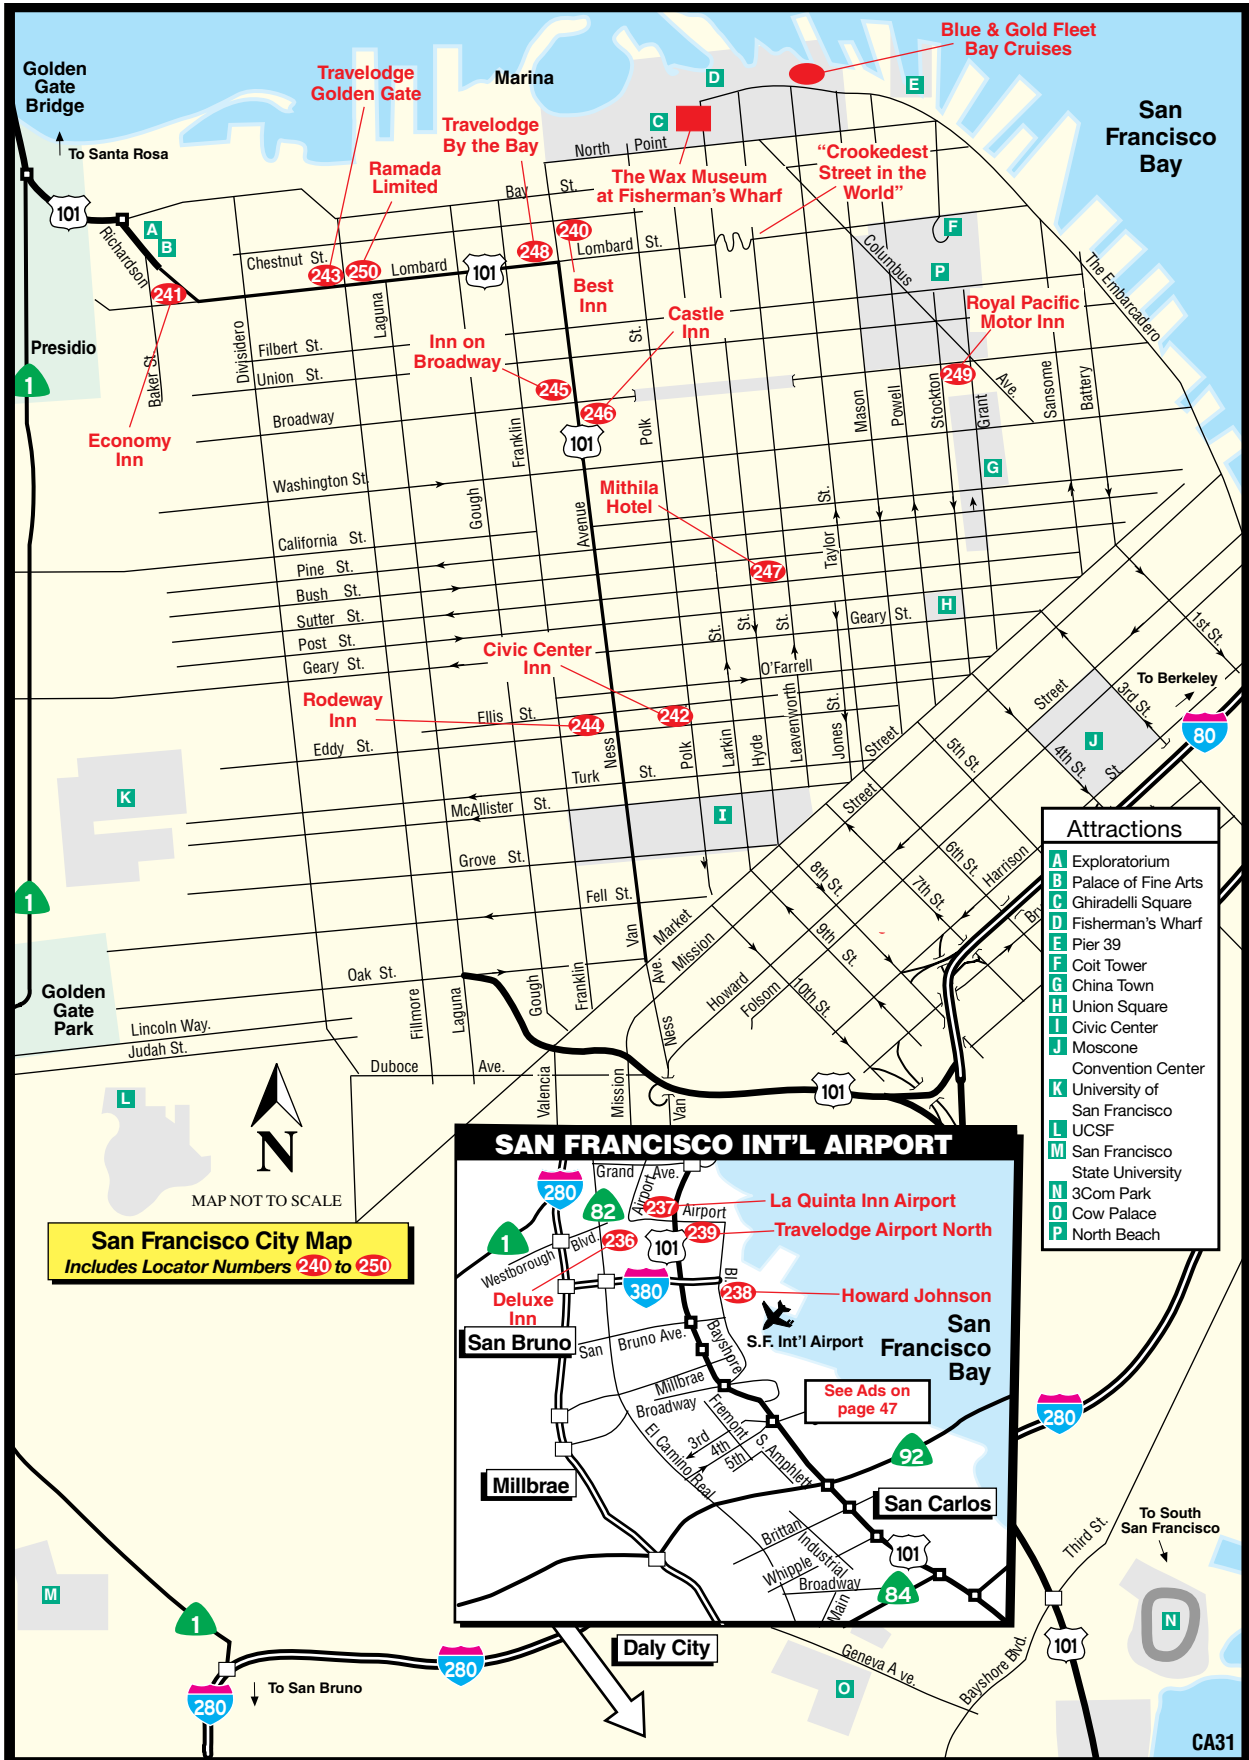 Golden
Gate
Bridge
To Santa Rosa
101
Travelodge
Golden Gate
Marina
Travelodge
By the Bay
Ramada
Limited
Blue & Gold Fleet
Bay Cruises
D
E
C
San
Francisco
Bay
North Point
The Wax Museum
at Fisherman's Wharf
"Crookedest
Street in the
World"
Bay St.
A
B
Richardson
241
Chestnut St.
243
250
Lombard
101
248
240
Lombard St.
Best
Inn
F
P
Columbus
The Embarcadero
Royal Pacific
Motor Inn
Castle
Inn
Inn on
Broadway
Presidio
1
Baker St.
Divisidero
Laguna
Filbert St.
Union St.
Broadway
St.
245
246
101
249
Ave.
Economy
Inn
Franklin
Polk
Mason
Powell
Stockton
Grant
Sansome
Battery
G
Washington St.
Gough
Avenue
Mithila
Hotel
St.
Taylor
California St.
Pine St.
Bush St.
Sutter St.
Post St.
Geary St.
247
Geary St.
H
1st St.
St.
St.
St.
Civic Center
Inn
O'Farrell
To Berkeley
Rodeway
Inn
Ellis St.
244
242
Eddy St.
Ness
Polk
Larkin
Hyde
Leavenworth
Jones St.
Street
Street
3rd St.
J
4th St.
St
80
5th St.
K
Turk St.
McAllister St.
I
Street
Grove St.
6th St.
Harrison
8th St.
7th St.
1
Fell St.
Van
Market
Mission
9th St.
Oak St.
Ave.
Howard
Folsom
10th St.
Golden
Gate
Park
Lincoln Way.
Judah St.
Fillmore
Laguna
Gough
Franklin
Ness
Duboce Ave.
Valencia
Mission
Van
101
L
N
MAP NOT TO SCALE
San Francisco City Map
Includes Locator Numbers 240 to 250
Attractions
A Exploratorium
B Palace of Fine Arts
C Ghiradelli Square
D Fisherman's Wharf
E Pier 39
F Coit Tower
G China Town
H Union Square
I Civic Center
J Moscone
Convention Center
K University of
San Francisco
L UCSF
M San Francisco
State University
N 3Com Park
O Cow Palace
P North Beach
SAN FRANCISCO INT'L AIRPORT
280
Grand Ave.
82
Airport
237
Airport
La Quinta Inn Airport
1
Westborough Blvd.
236
101
239
Travelodge Airport North
380
Bl.
238
Howard Johnson
Deluxe
Inn
San Bruno
San Bruno Ave.
Bayshore
S.F. Int'l Airport
San
Francisco
Bay
Millbrae
Broadway
See Ads on
page 47
Fremont
3rd
4th
5th
S. Amphlett
El Camino Real
92
Millbrae
San Carlos
Brittan
Industrial
Whipple
Broadway
Main
101
84
280
Third St.
To South
San Francisco
N
M
1
280
280
To San Bruno
Daly City
Geneva Ave.
O
Bayshore Blvd.
101
CA31